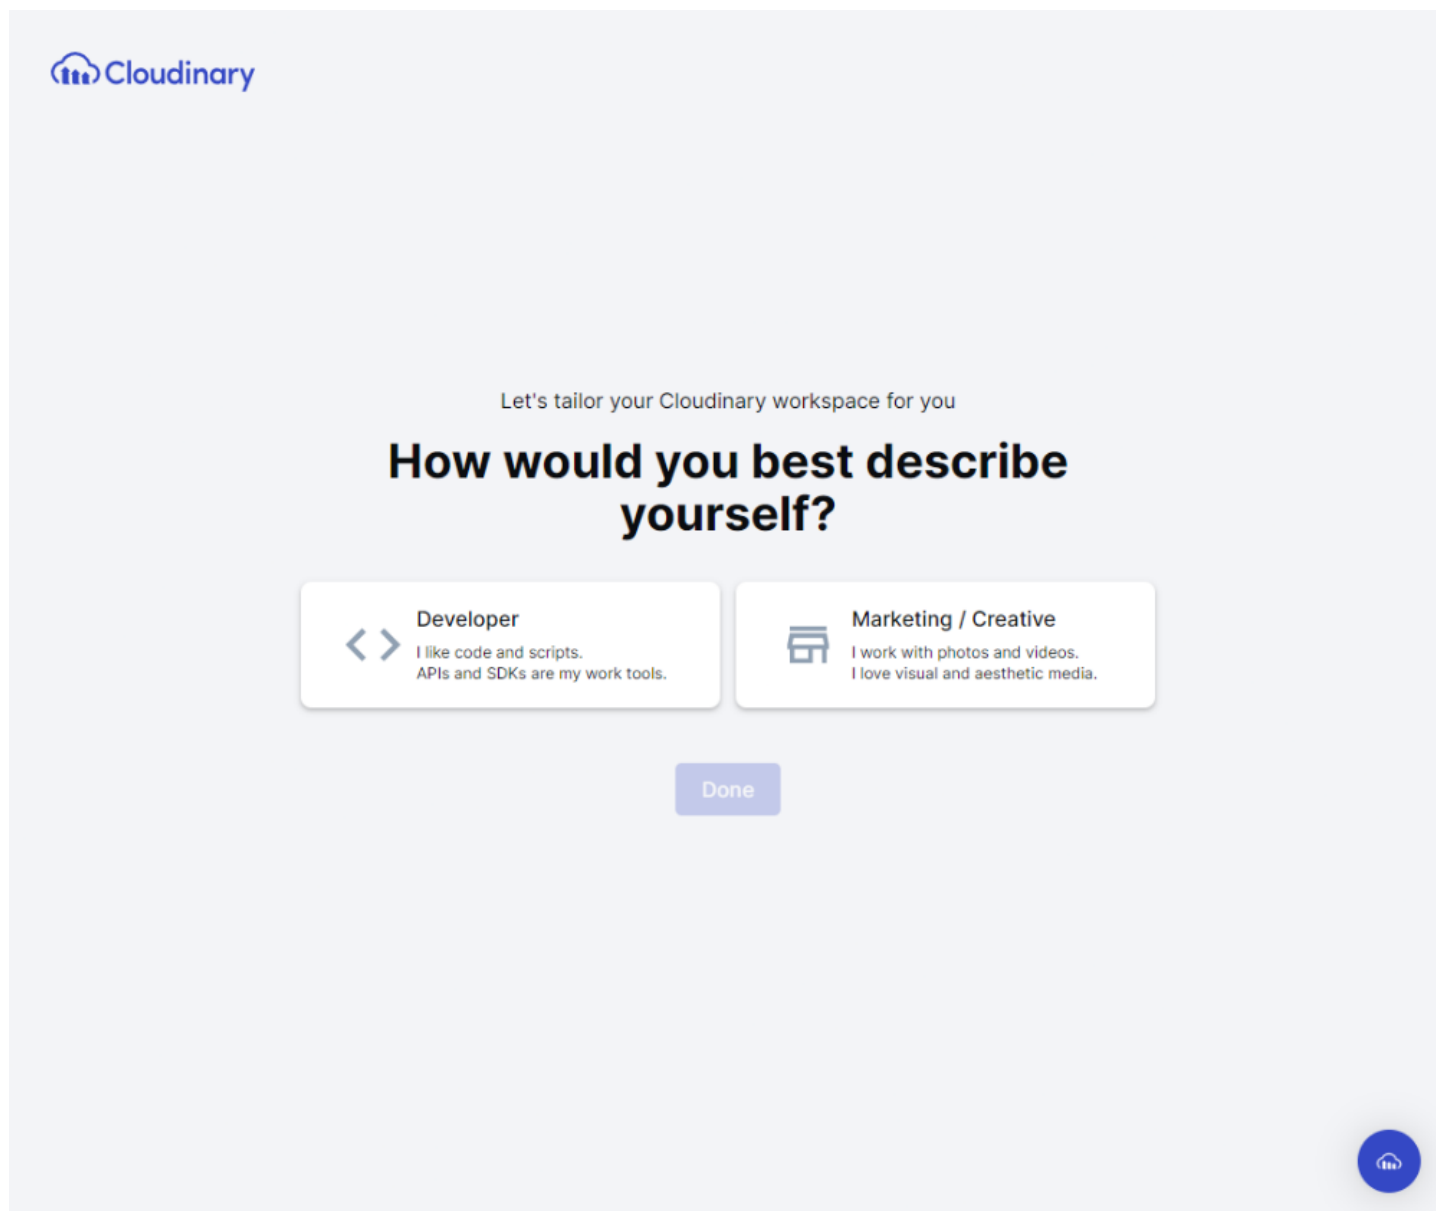 Cloudinary
Let's tailor your Cloudinary workspace for you
How would you best describe
yourself?
Developer
I like code and scripts.
APIs and SDKs are my work tools.
Marketing / Creative
I work with photos and videos.
I love visual and aesthetic media.
Done